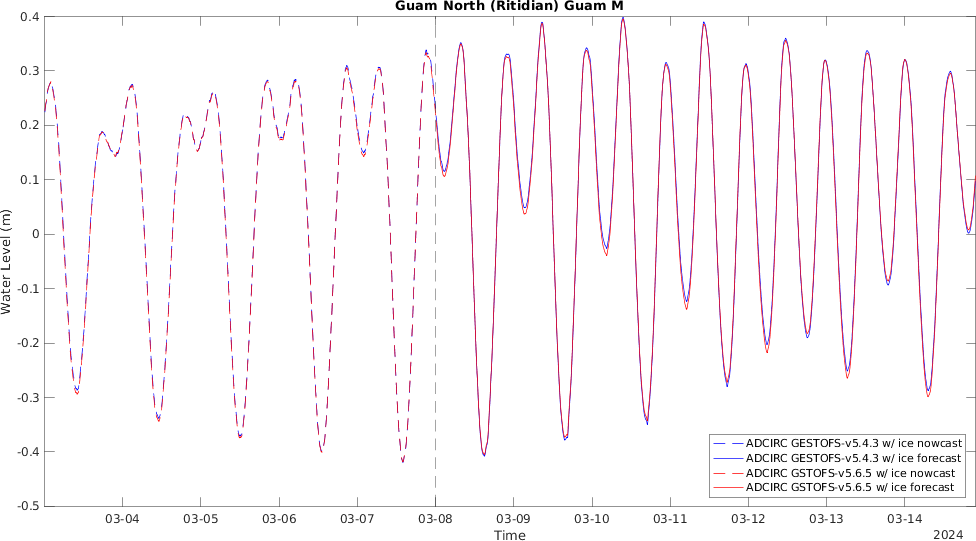 Guam North (Ritidian) Guam M
0.4
0.3
0.2
0.1
0
-0.1
-0.2
-0.3
-0.4
-0.5
Water Level (m)
ADCIRC GESTOFS-v5.4.3 w/ ice nowcast
ADCIRC GESTOFS-v5.4.3 w/ ice forecast
ADCIRC GSTOFS-v5.6.5 w/ ice nowcast
ADCIRC GSTOFS-v5.6.5 w/ ice forecast
03-04 03-05 03-06 03-07 03-08 03-09 03-10 03-11 03-12 03-13 03-14
Time
2024